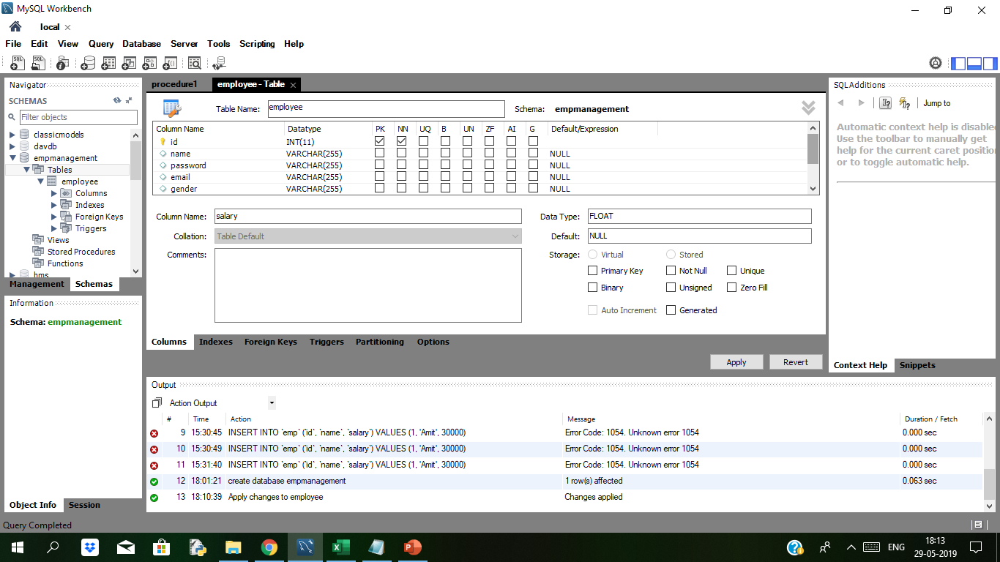 MySQL Workbench
local
File Edit View Query Database Server Tools Scripting Help
Navigator
SCHEMAS
Filter objects
classicmodels
davdb
empmanagement
Tables
employee
Columns
Indexes
Foreign Keys
Triggers
Views
Stored Procedures
Functions
hms
Management Schemas
Information
Schema: empmanagement
Object Info Session
procedure1 employee - Table
Table Name: employee Schema: empmanagement
Column Name Datatype PK NN UQ B UN ZF AI G Default/Expression
id INT(11)
name VARCHAR(255) NULL
password VARCHAR(255) NULL
email VARCHAR(255) NULL
gender VARCHAR(255) NULL
Column Name: salary Data Type: FLOAT
Collation: Table Default Default: NULL
Comments: Storage: Virtual Stored
Primary Key Not Null Unique
Binary Unsigned Zero Fill
Auto Increment Generated
Columns Indexes Foreign Keys Triggers Partitioning Options
Apply Revert
SQLAdditions
Jump to
Automatic context help is disable
Use the toolbar to manually get
help for the current caret position
or to toggle automatic help.
Context Help Snippets
Output
Action Output
# Time Action Message Duration / Fetch
9 15:30:45 INSERT INTO `emp` (`id`, `name`, `salary`) VALUES (1, 'Amit', 30000) Error Code: 1054. Unknown error 1054 0.000 sec
10 15:30:49 INSERT INTO `emp` (`id`, `name`, `salary`) VALUES (1, 'Amit', 30000) Error Code: 1054. Unknown error 1054 0.000 sec
11 15:31:40 INSERT INTO `emp` (`id`, `name`, `salary`) VALUES (1, 'Amit', 30000) Error Code: 1054. Unknown error 1054 0.000 sec
12 18:01:21 create database empmanagement 1 row(s) affected 0.063 sec
13 18:10:39 Apply changes to employee Changes applied
Query Completed
ENG
18:13
29-05-2019